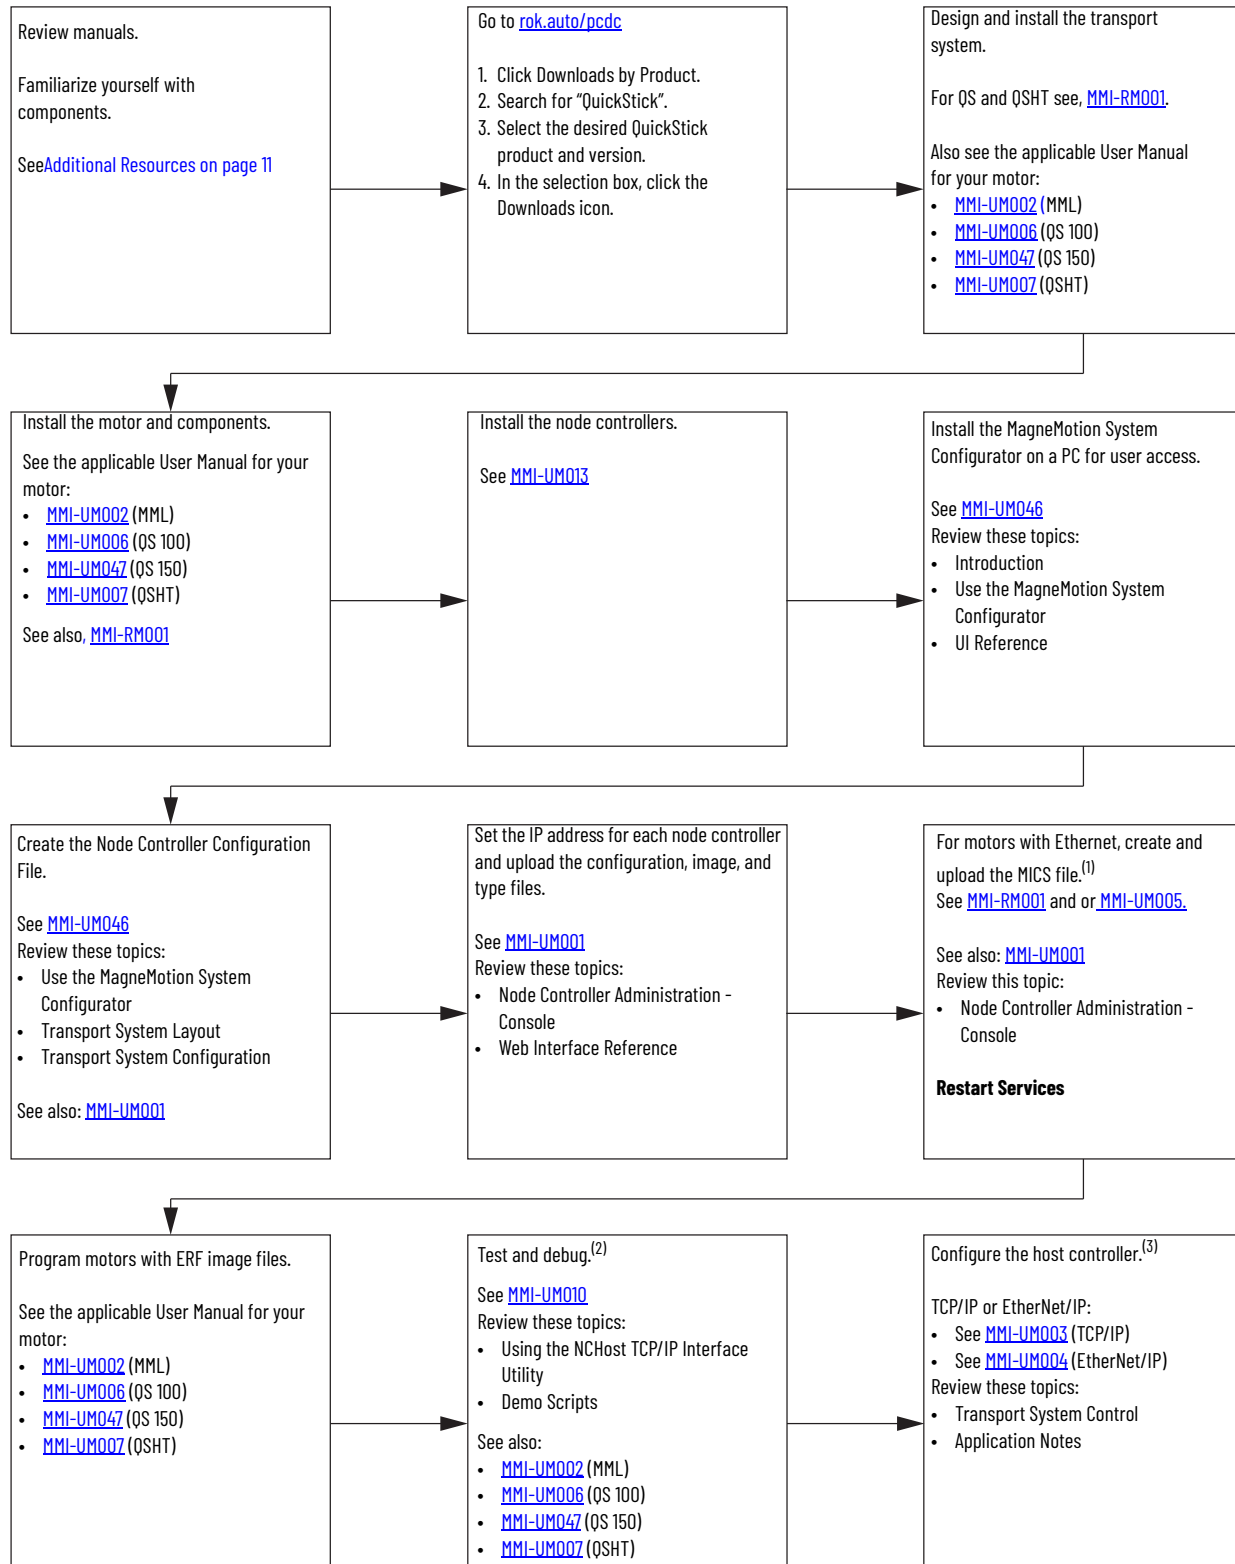 Review manuals.
Familiarize yourself with
components.
SeeAdditional Resources on page 11
Go to rok.auto/pcdc
1. Click Downloads by Product.
2. Search for “QuickStick”.
3. Select the desired QuickStick
product and version.
4. In the selection box, click the
Downloads icon.
Design and install the transport
system.
For QS and QSHT see, MMI-RM001.
Also see the applicable User Manual
for your motor:
• MMI-UM002 (MML)
• MMI-UM006 (QS 100)
• MMI-UM047 (QS 150)
• MMI-UM007 (QSHT)
Install the motor and components.
See the applicable User Manual for your
motor:
• MMI-UM002 (MML)
• MMI-UM006 (QS 100)
• MMI-UM047 (QS 150)
• MMI-UM007 (QSHT)
See also, MMI-RM001
Install the node controllers.
See MMI-UM013
Install the MagneMotion System
Configurator on a PC for user access.
See MMI-UM046
Review these topics:
• Introduction
• Use the MagneMotion System
Configurator
• UI Reference
Create the Node Controller Configuration
File.
See MMI-UM046
Review these topics:
• Use the MagneMotion System
Configurator
• Transport System Layout
• Transport System Configuration
See also: MMI-UM001
Set the IP address for each node controller
and upload the configuration, image, and
type files.
See MMI-UM001
Review these topics:
• Node Controller Administration -
Console
• Web Interface Reference
For motors with Ethernet, create and
upload the MICS file.(1)
See MMI-RM001 and or MMI-UM005.
See also: MMI-UM001
Review this topic:
• Node Controller Administration -
Console
Restart Services
Program motors with ERF image files.
See the applicable User Manual for your
motor:
• MMI-UM002 (MML)
• MMI-UM006 (QS 100)
• MMI-UM047 (QS 150)
• MMI-UM007 (QSHT)
Test and debug.(2)
See MMI-UM010
Review these topics:
• Using the NCHost TCP/IP Interface
Utility
• Demo Scripts
See also:
• MMI-UM002 (MML)
• MMI-UM006 (QS 100)
• MMI-UM047 (QS 150)
• MMI-UM007 (QSHT)
Configure the host controller.(3)
TCP/IP or EtherNet/IP:
• See MMI-UM003 (TCP/IP)
• See MMI-UM004 (EtherNet/IP)
Review these topics:
• Transport System Control
• Application Notes